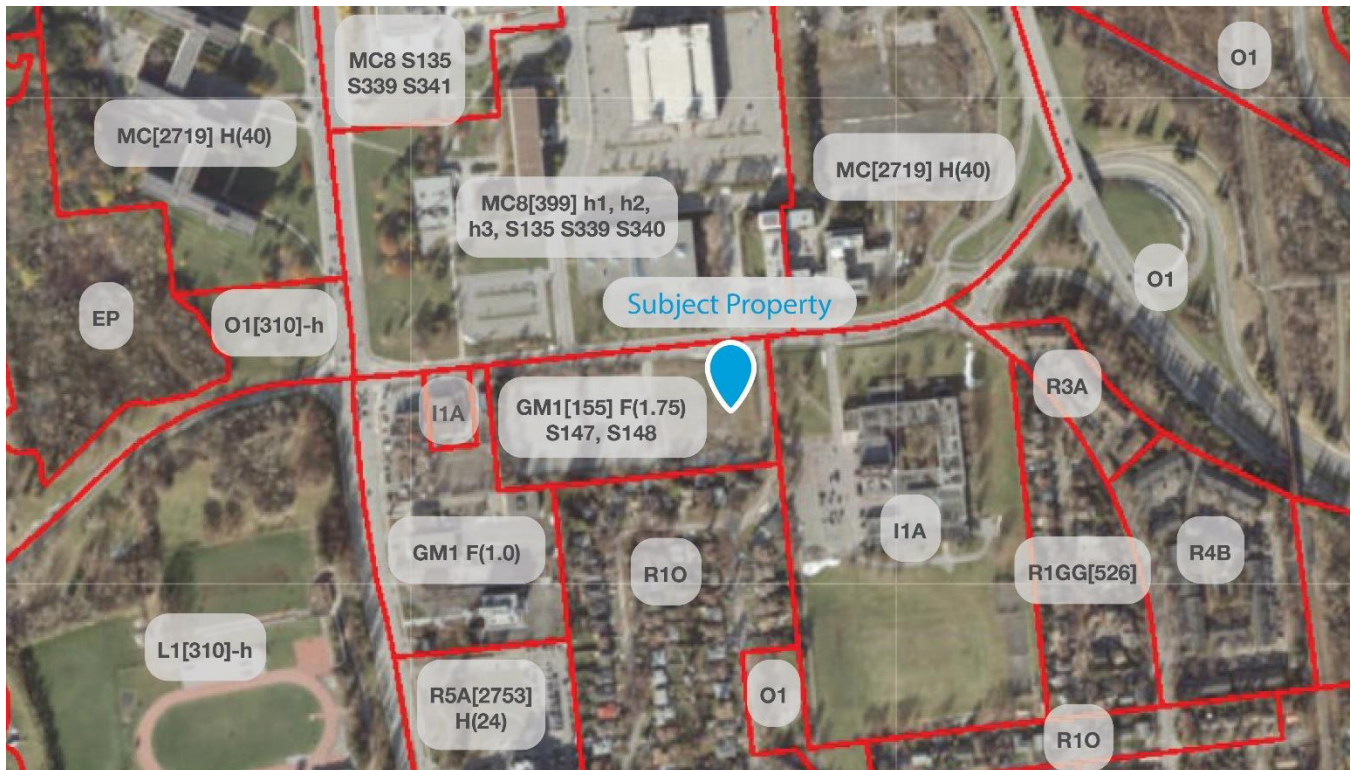 MC8 S135
S339 S341
O1
MC[2719] H(40)
MC[2719] H(40)
MC8[399] h1, h2,
h3, S135 S339 S340
O1
Subject Property
EP
O1[310]-h
R3A
I1A
GM1[155] F(1.75)
S147, S148
I1A
GM1 F(1.0)
R1O
R4B
R1GG[526]
L1[310]-h
R5A[2753]
H(24)
O1
R1O